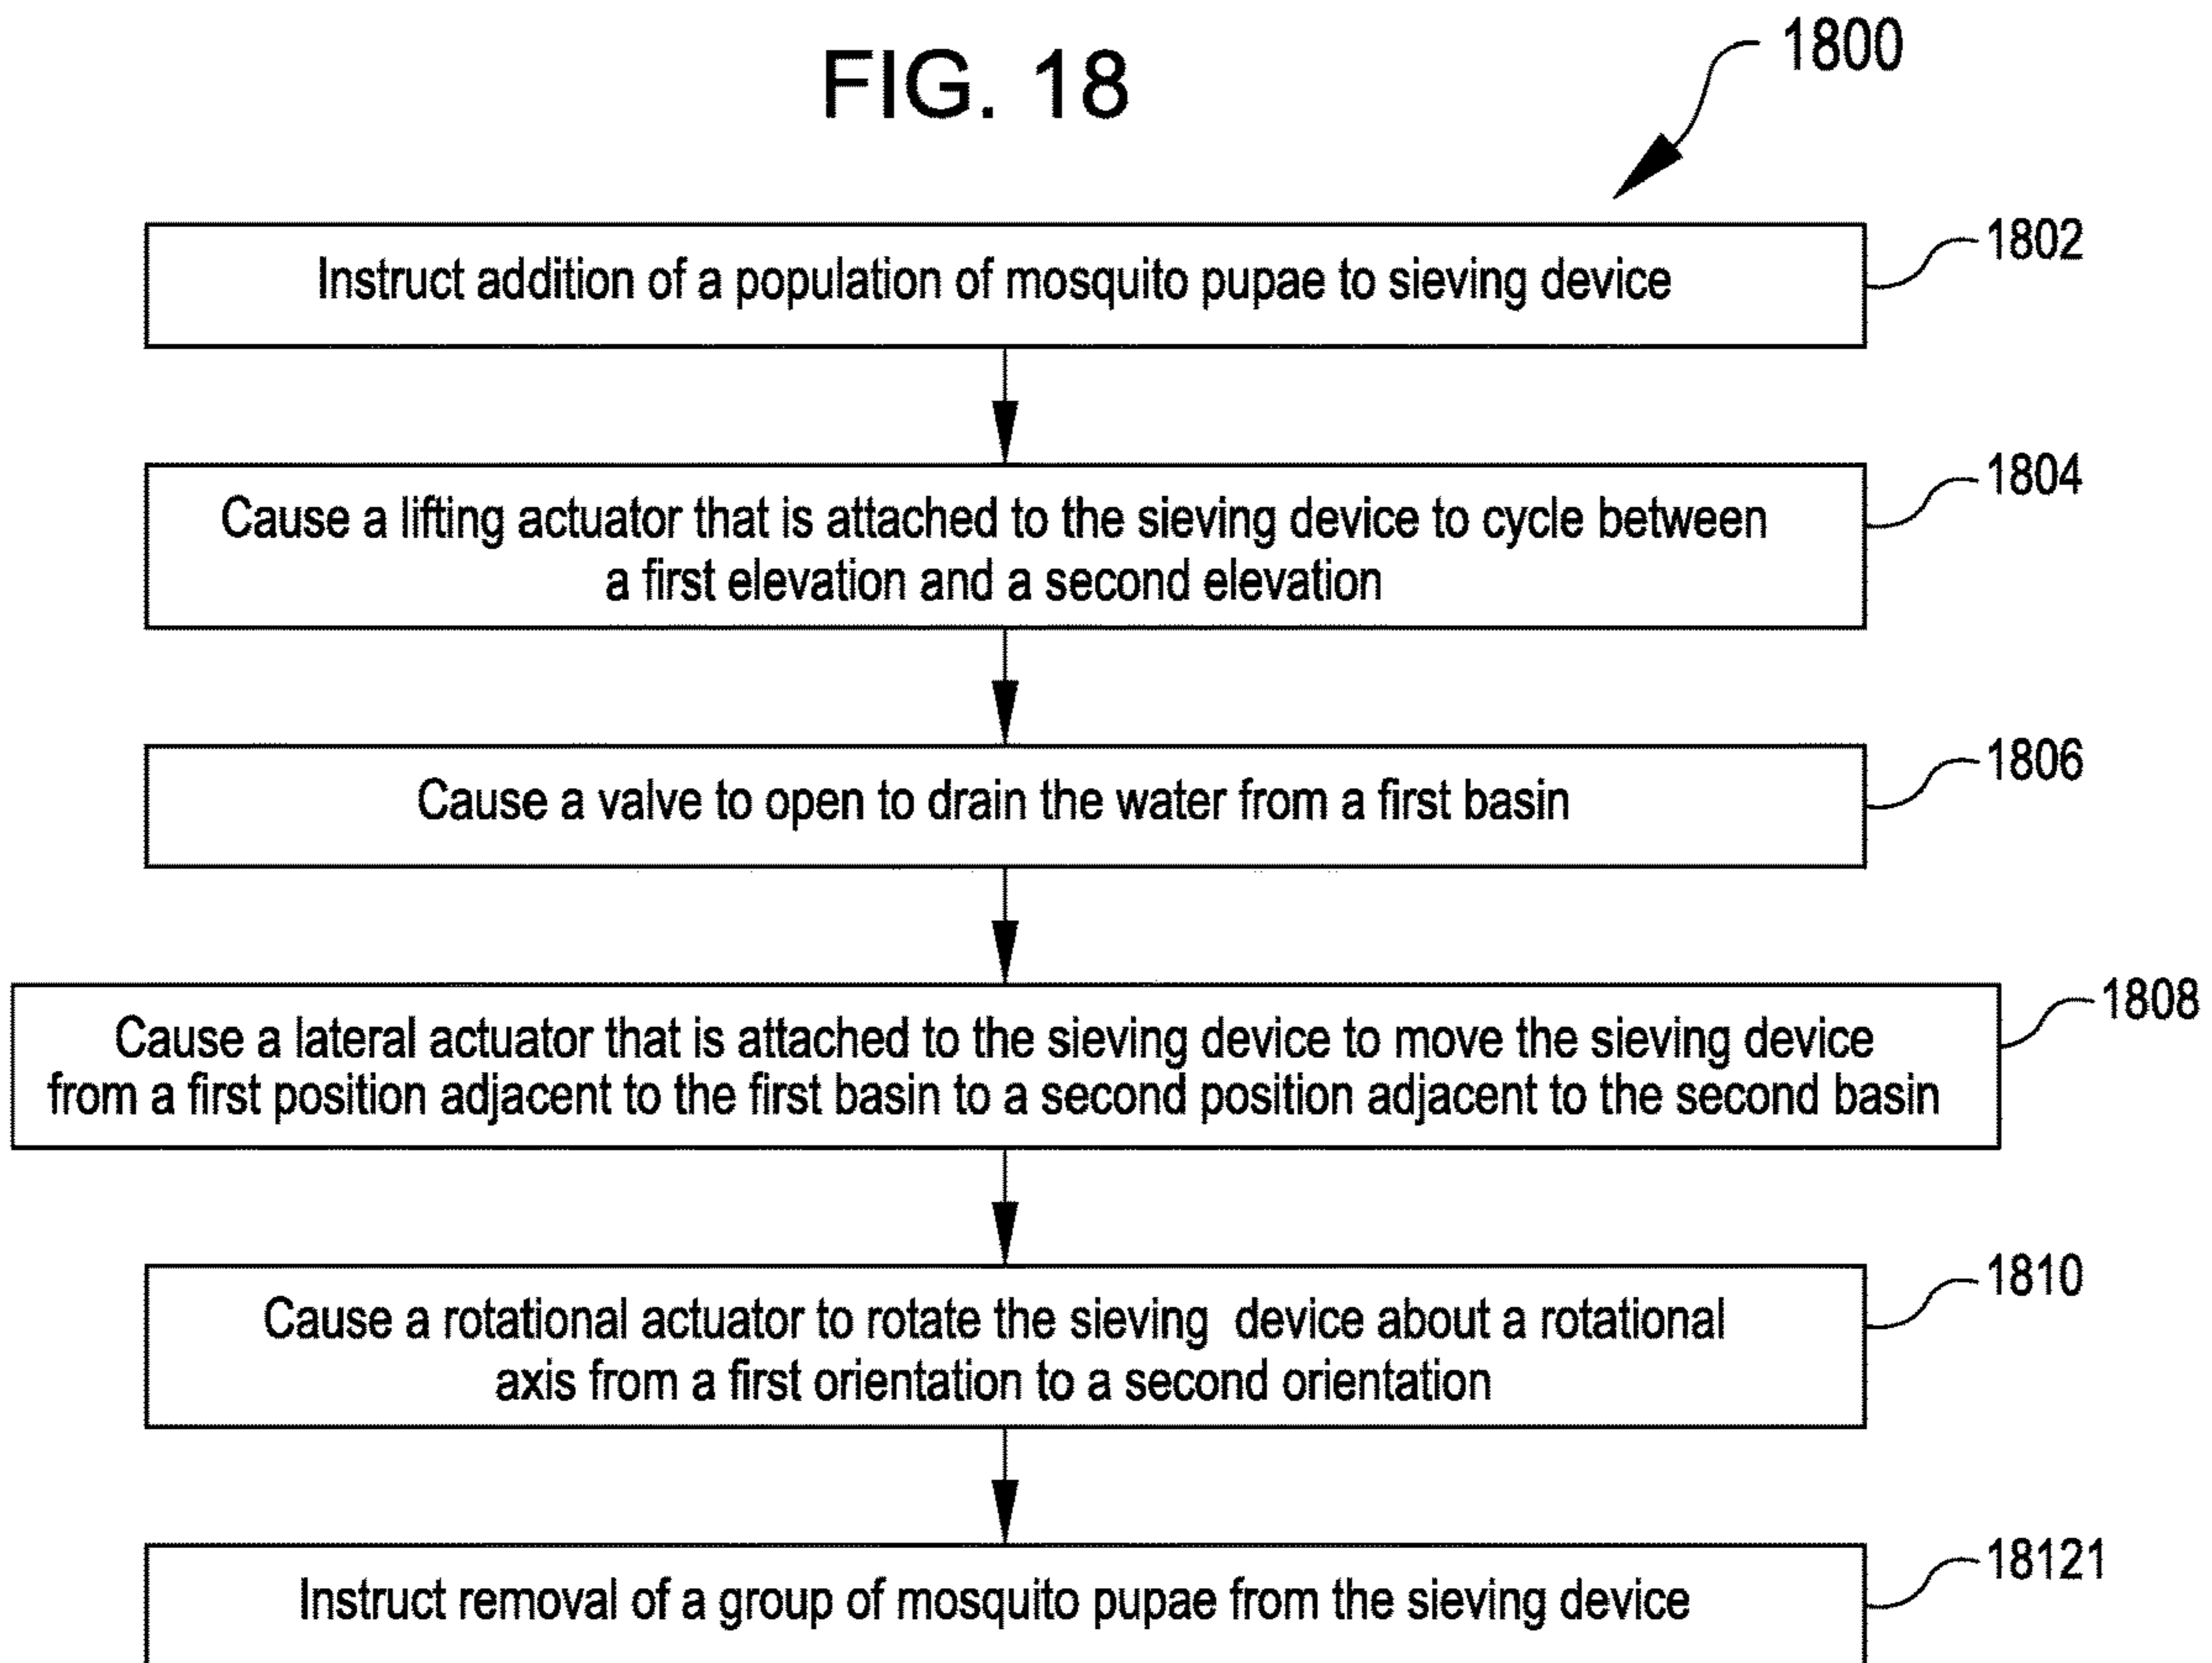 FIG. 18
1800
Instruct addition of a population of mosquito pupae to sieving device
1802
Cause a lifting actuator that is attached to the sieving device to cycle between
a first elevation and a second elevation
1804
Cause a valve to open to drain the water from a first basin
1806
Cause a lateral actuator that is attached to the sieving device to move the sieving device
from a first position adjacent to the first basin to a second position adjacent to the second basin
1808
Cause a rotational actuator to rotate the sieving device about a rotational
axis from a first orientation to a second orientation
1810
Instruct removal of a group of mosquito pupae from the sieving device
18121